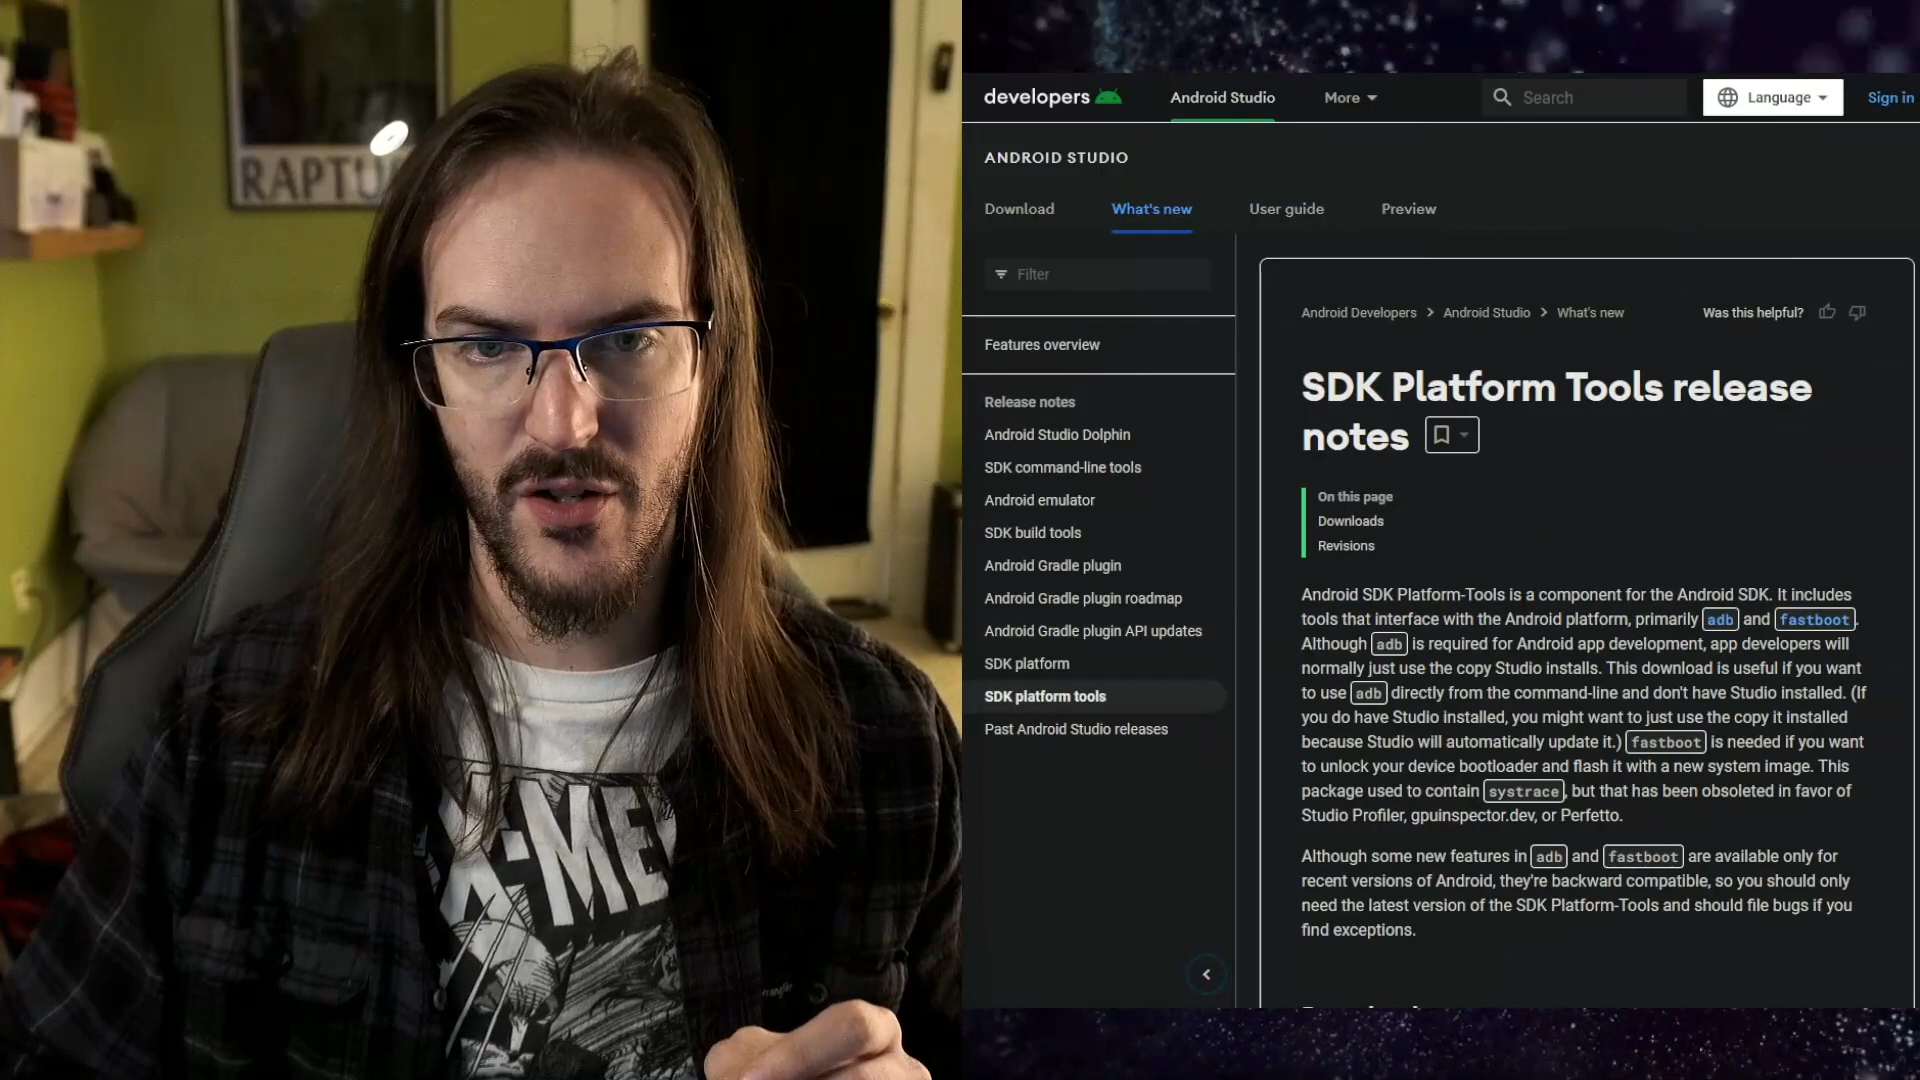 RAPTU
X-MEN
Wrangler
developers
Android Studio
More
Search
Language
Sign in
ANDROID STUDIO
Download
What's new
User guide
Preview
Filter
Features overview
Release notes
Android Studio Dolphin
SDK command-line tools
Android emulator
SDK build tools
Android Gradle plugin
Android Gradle plugin roadmap
Android Gradle plugin API updates
SDK platform
SDK platform tools
Past Android Studio releases
Android Developers > Android Studio > What's new
Was this helpful?
SDK Platform Tools release
notes
On this page
Downloads
Revisions
Android SDK Platform-Tools is a component for the Android SDK. It includes
tools that interface with the Android platform, primarily adb and fastboot.
Although adb is required for Android app development, app developers will
normally just use the copy Studio installs. This download is useful if you want
to use adb directly from the command-line and don't have Studio installed. (If
you do have Studio installed, you might want to just use the copy it installed
because Studio will automatically update it.) fastboot is needed if you want
to unlock your device bootloader and flash it with a new system image. This
package used to contain systrace, but that has been obsoleted in favor of
Studio Profiler, gpuinspector.dev, or Perfetto.
Although some new features in adb and fastboot are available only for
recent versions of Android, they're backward compatible, so you should only
need the latest version of the SDK Platform-Tools and should file bugs if you
find exceptions.